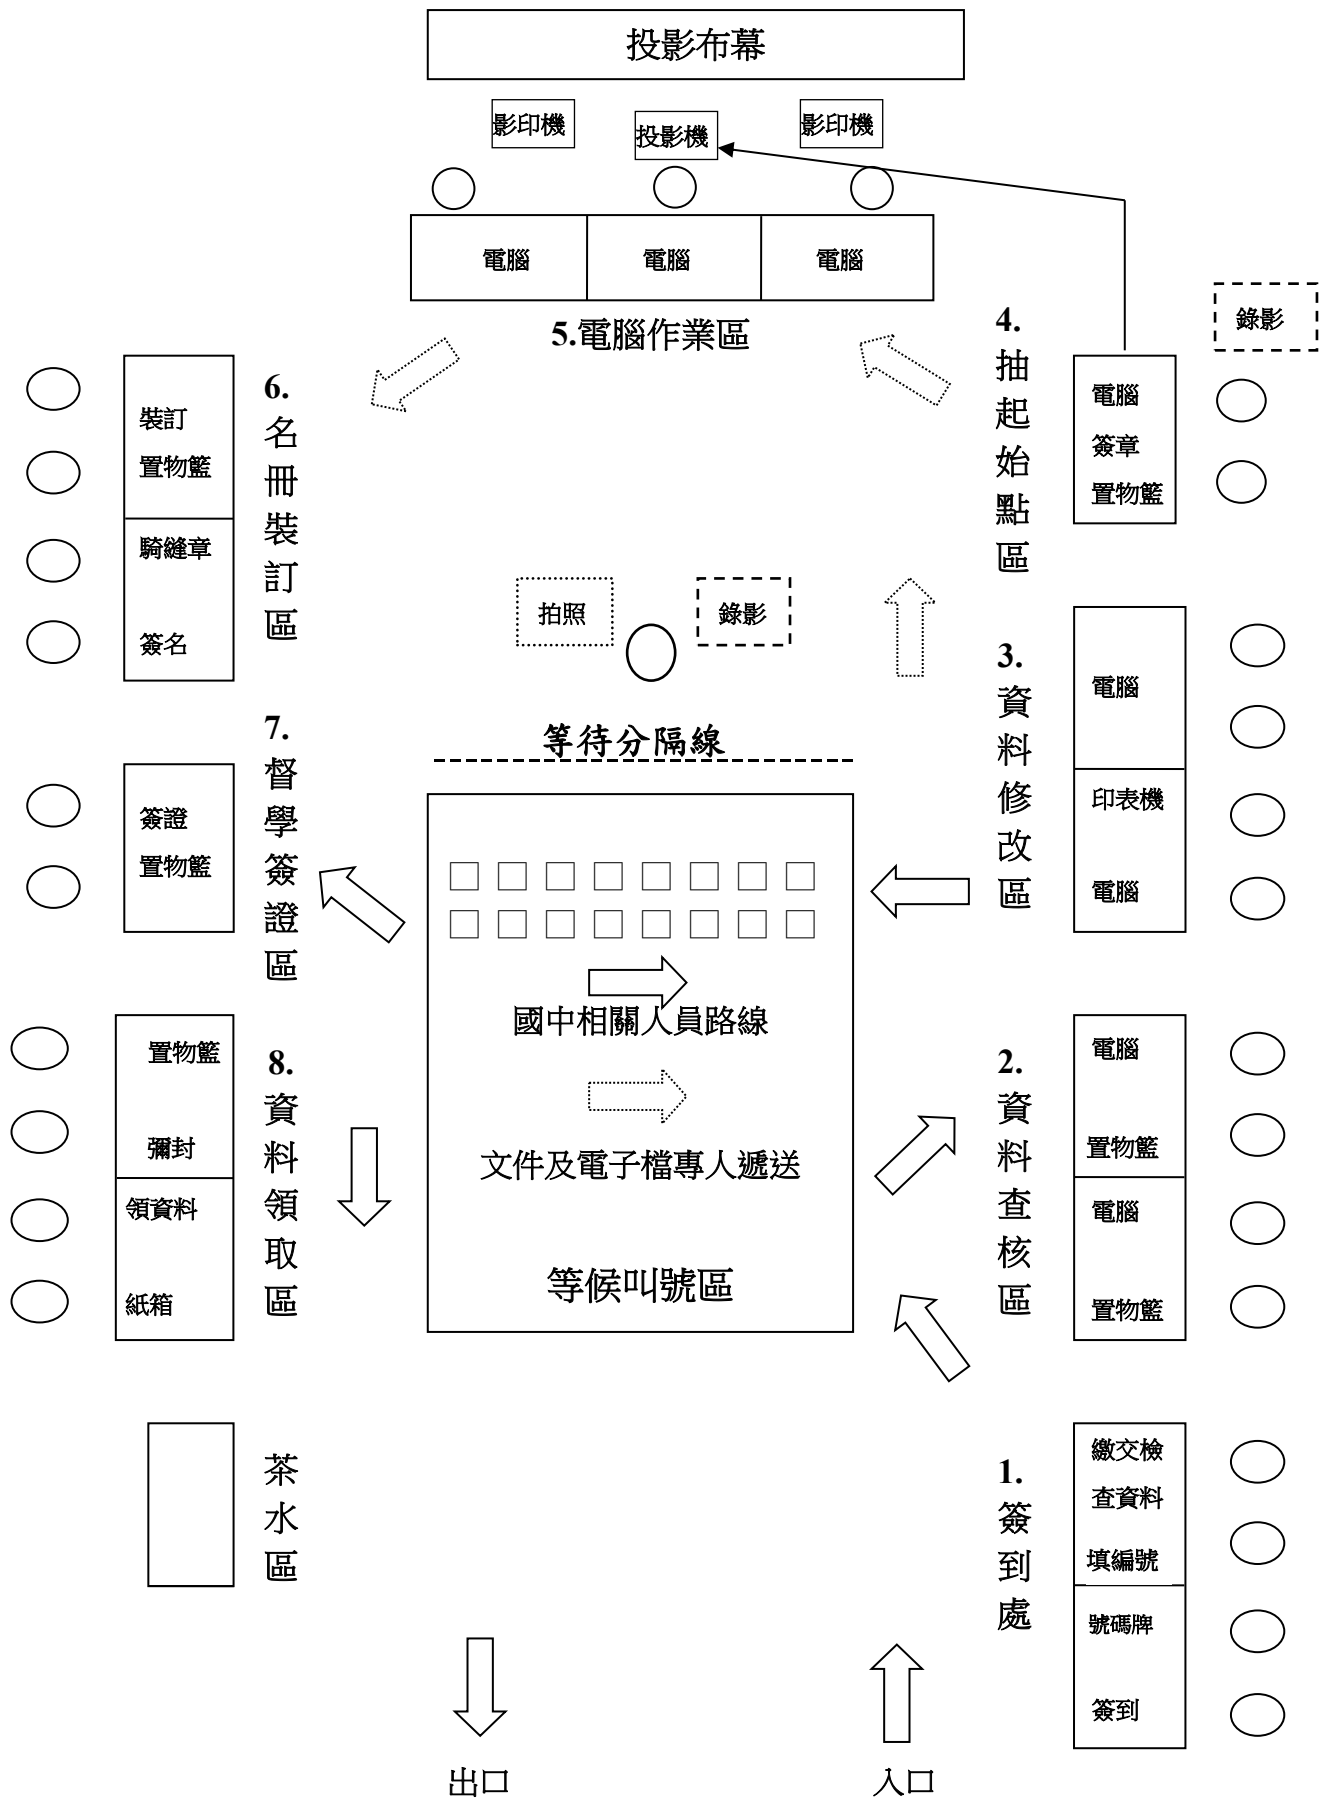 投影布幕
影印機
投影機
影印機
電腦
電腦
電腦
5.電腦作業區
4.抽起始點區
錄影
電腦
簽章
置物籃
6.名冊裝訂區
裝訂
置物籃
騎縫章
簽名
拍照
錄影
3.資料修改區
電腦
印表機
電腦
等待分隔線
7.督學簽證區
簽證
置物籃
國中相關人員路線
文件及電子檔專人遞送
等候叫號區
8.資料領取區
置物籃
彌封
領資料
紙箱
2.資料查核區
電腦
置物籃
電腦
置物籃
茶水區
1.簽到處
繳交檢
查資料
填編號
號碼牌
簽到
出口
入口